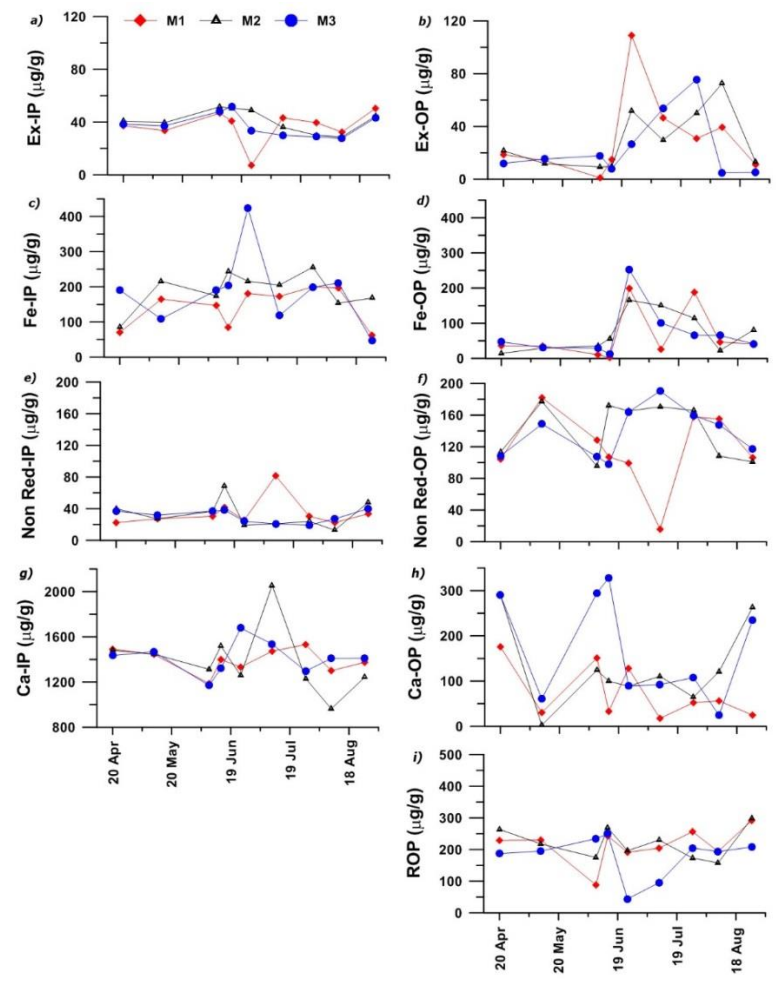 a) M1 M2 M3
Ex-IP (µg/g)
120
80
40
0
b)
Ex-OP (µg/g)
120
80
40
0
c)
Fe-IP (µg/g)
400
300
200
100
0
d)
Fe-OP (µg/g)
400
300
200
100
0
e)
Non Red-IP (µg/g)
200
160
120
80
40
0
f)
Non Red-OP (µg/g)
200
160
120
80
40
0
g)
Ca-IP (µg/g)
2000
1600
1200
800
20 Apr
20 May
19 Jun
19 Jul
18 Aug
h)
Ca-OP (µg/g)
300
200
100
0
i)
ROP (µg/g)
500
400
300
200
100
0
20 Apr
20 May
19 Jun
19 Jul
18 Aug